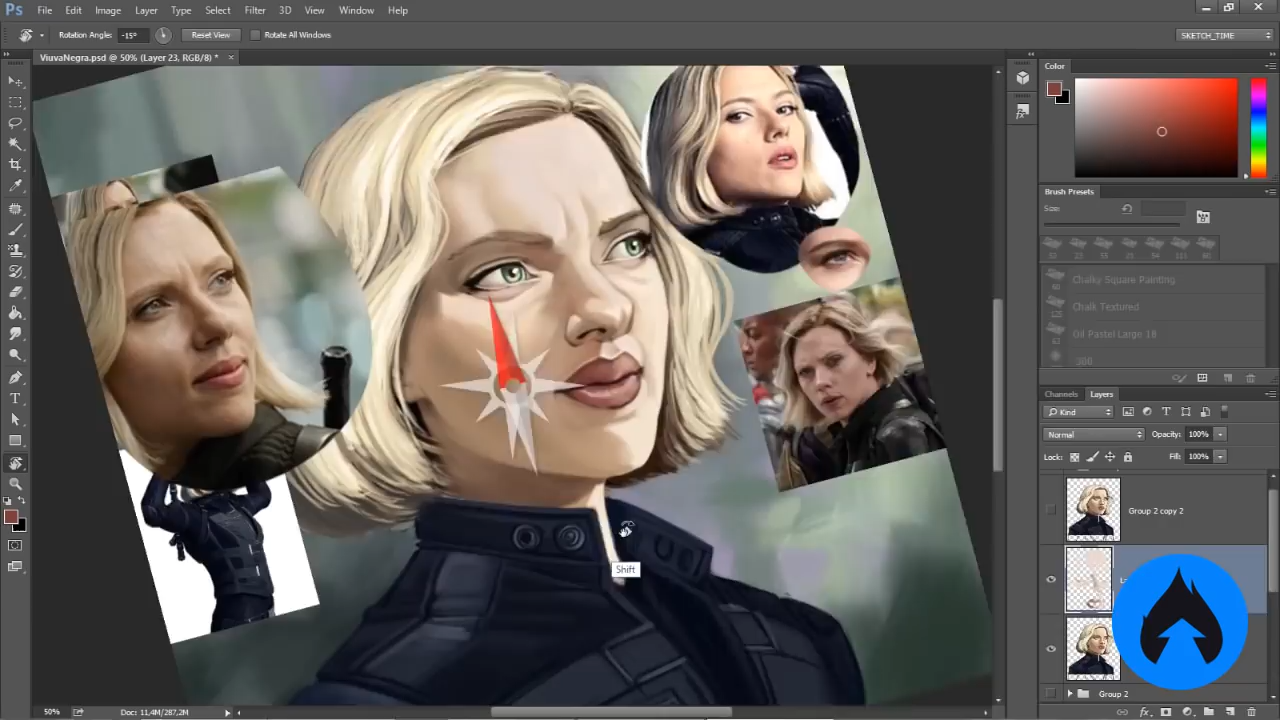 Ps File Edit Image Layer Type Select Filter 3D View Window Help
Rotation Angle: -15° Reset View Rotate All Windows SKETCH_TIME
ViuvaNegra.psd @ 50% (Layer 23, RGB/8) *
Color
Brush Presets
Size:
Chalky Square Painting
60
Chalk Textured
125
Oil Pastel Large 18
300
Channels Layers
Kind
Normal Opacity: 100%
Lock: Fill: 100%
Group 2 copy 2
Group 2
Shift
50% Doc: 11,4M/287,2M